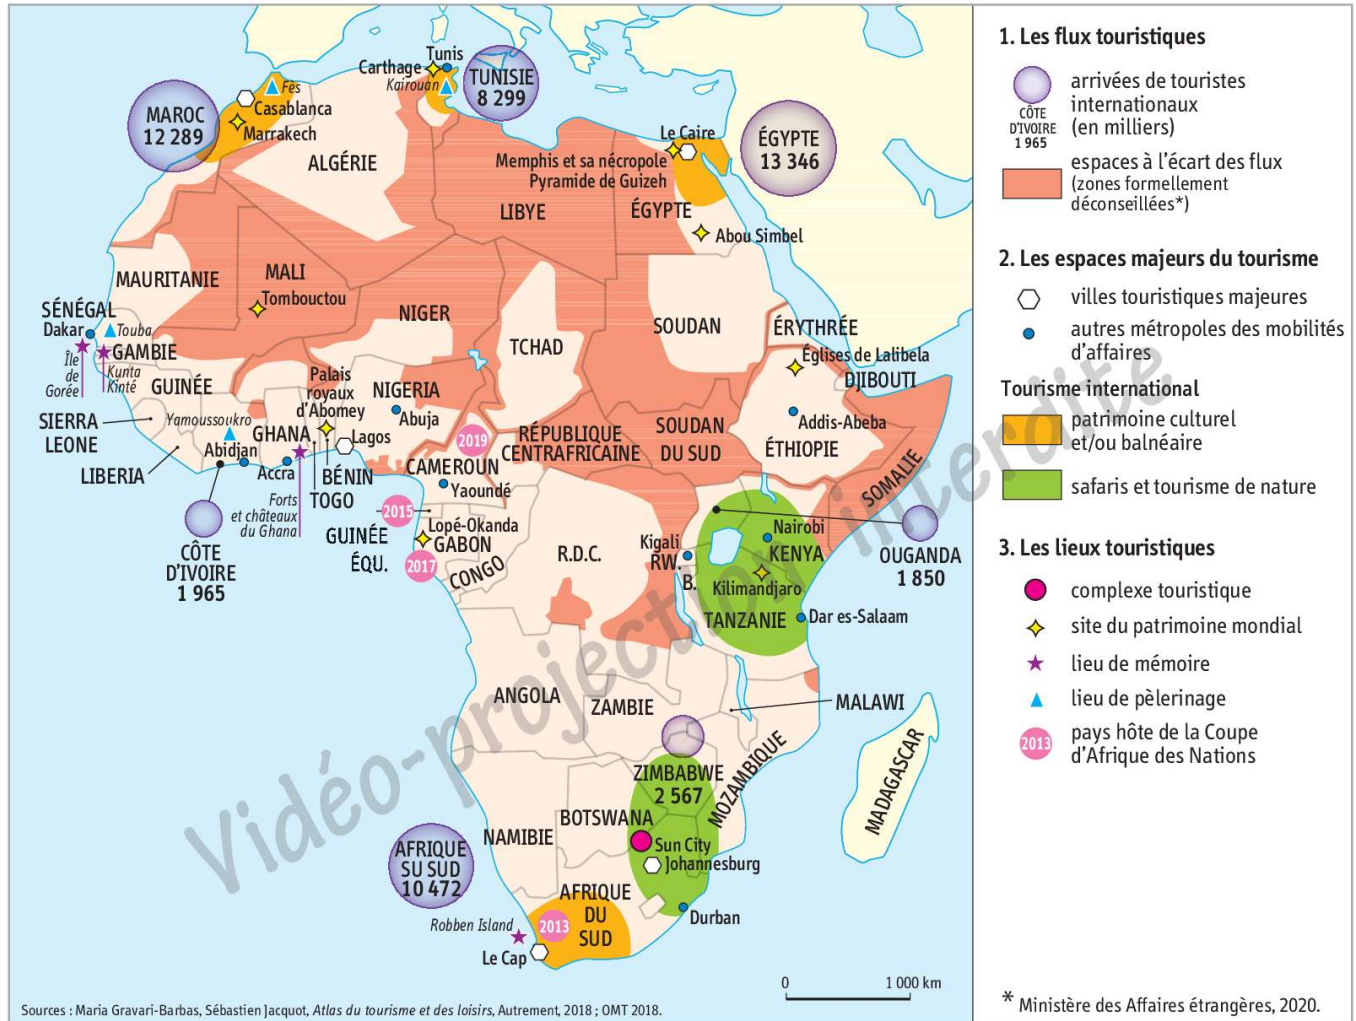 TUNISIE
8 299
Tunis
Carthage
Kairouan
MAROC
12 289
Fès
Casablanca
Marrakech
ALGÉRIE
Le Caire
ÉGYPTE
13 346
Memphis et sa nécropole
Pyramide de Guizeh
LIBYE
ÉGYPTE
Abou Simbel
MAURITANIE
MALI
Tombouctou
NIGER
TCHAD
SOUDAN
ÉRYTHRÉE
SÉNÉGAL
Dakar
Touba
GAMBIE
Île
de
Gorée
Kunta
Kinté
GUINÉE
Palais
royaux
d'Abomey
NIGERIA
Abuja
Églises de Lalibela
DJIBOUTI
SIERRA
LEONE
Yamoussoukro
Abidjan
GHANA
Lagos
LIBERIA
Accra
BÉNIN
TOGO
2019
CAMEROUN
Yaoundé
RÉPUBLIQUE
CENTRAFRICAINE
SOUDAN
DU SUD
Addis-Abeba
ÉTHIOPIE
SOMALIE
Forts
et châteaux
du Ghana
CÔTE
D'IVOIRE
1 965
2015
GUINÉE
ÉQU.
Lopé-Okanda
GABON
2017
CONGO
R.D.C.
Kigali
RW.
B.
Nairobi
KENYA
Kilimandjaro
TANZANIE
Dar es-Salaam
OUGANDA
1 850
ANGOLA
ZAMBIE
MALAWI
ZIMBABWE
2 567
MOZAMBIQUE
MADAGASCAR
BOTSWANA
NAMIBIE
Sun City
Johannesburg
AFRIQUE
SU SUD
10 472
AFRIQUE
DU
SUD
2013
Durban
Robben Island
Le Cap
0 1 000 km
Vidéo-projection interdite
Sources : Maria Gravari-Barbas, Sébastien Jacquot, Atlas du tourisme et des loisirs, Autrement, 2018 ; OMT 2018.
1. Les flux touristiques
CÔTE
D'IVOIRE
1 965
arrivées de touristes
internationaux
(en milliers)
espaces à l'écart des flux
(zones formellement
déconseillées*)
2. Les espaces majeurs du tourisme
villes touristiques majeures
autres métropoles des mobilités
d'affaires
Tourisme international
patrimoine culturel
et/ou balnéaire
safaris et tourisme de nature
3. Les lieux touristiques
complexe touristique
site du patrimoine mondial
lieu de mémoire
lieu de pèlerinage
2013
pays hôte de la Coupe
d'Afrique des Nations
* Ministère des Affaires étrangères, 2020.